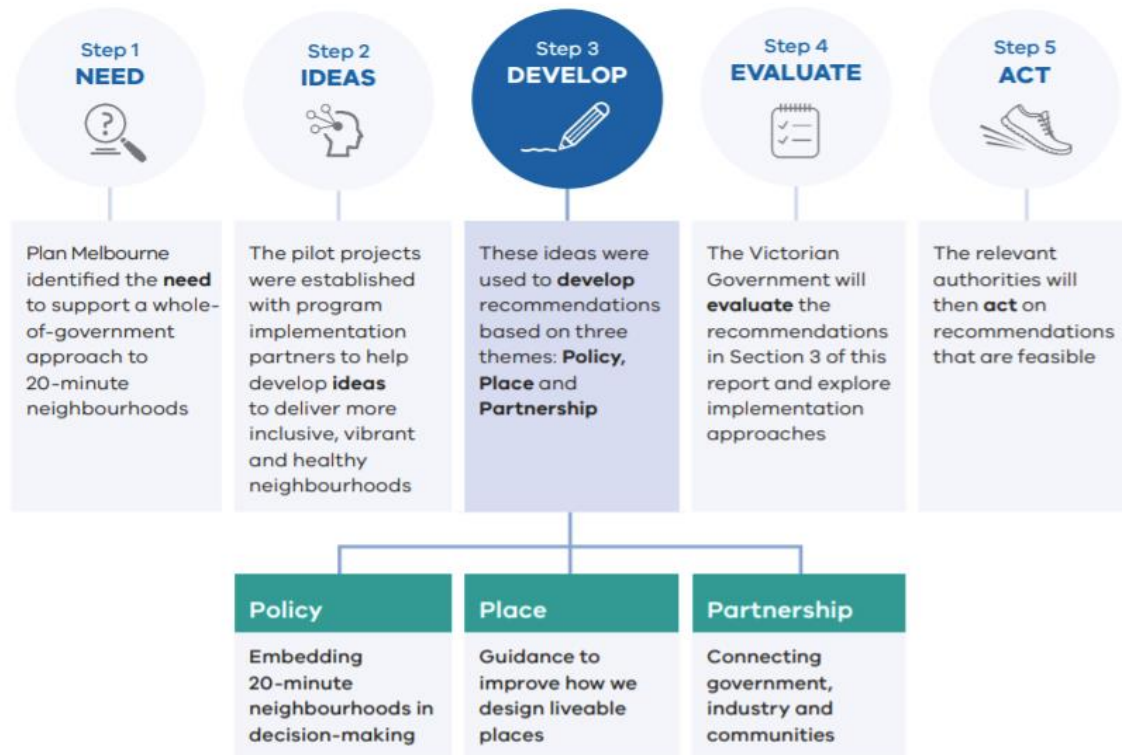 Step 1
NEED
?
Plan Melbourne
identified the need
to support a whole-
of-government
approach to
20-minute
neighbourhoods
Step 2
IDEAS
The pilot projects
were established
with program
implementation
partners to help
develop ideas
to deliver more
inclusive, vibrant
and healthy
neighbourhoods
Step 3
DEVELOP
These ideas were
used to develop
recommendations
based on three
themes: Policy,
Place and
Partnership
Step 4
EVALUATE
The Victorian
Government will
evaluate the
recommendations
in Section 3 of this
report and explore
implementation
approaches
Step 5
ACT
The relevant
authorities will
then act on
recommendations
that are feasible
Policy
Embedding
20-minute
neighbourhoods in
decision-making
Place
Guidance to
improve how we
design liveable
places
Partnership
Connecting
government,
industry and
communities